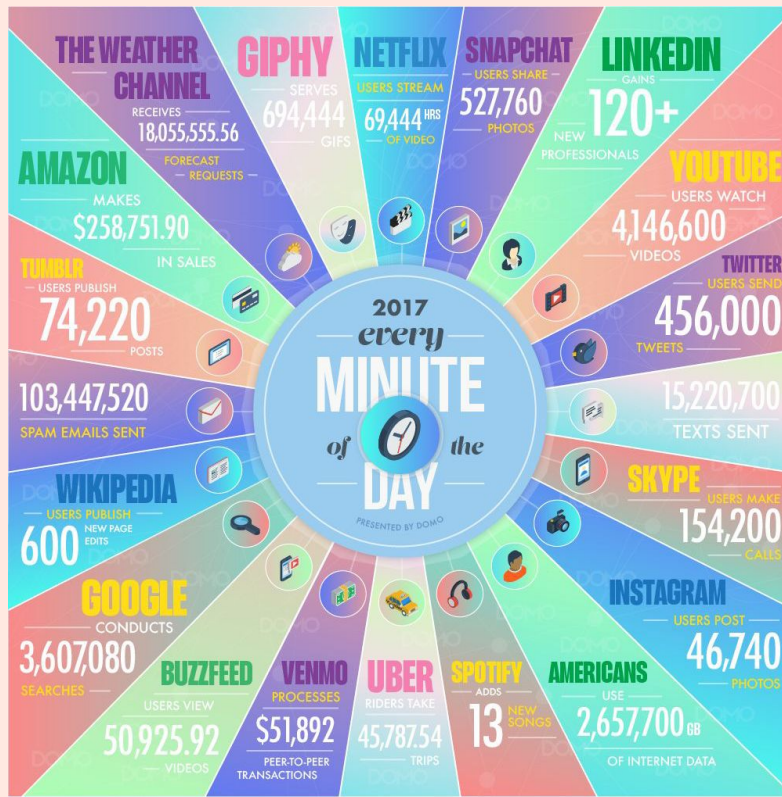 2017
every
MINUTE
of the
DAY
PRESENTED BY DOMO
NETFLIX
USERS STREAM
69,444 HRS
OF VIDEO
SNAPCHAT
USERS SHARE
527,760
PHOTOS
LINKEDIN
GAINS
120+
NEW
PROFESSIONALS
YOUTUBE
USERS WATCH
4,146,600
VIDEOS
TWITTER
USERS SEND
456,000
TWEETS
15,220,700
TEXTS SENT
SKYPE
USERS MAKE
154,200
CALLS
INSTAGRAM
USERS POST
46,740
PHOTOS
AMERICANS
USE
2,657,700 GB
OF INTERNET DATA
SPOTIFY
ADDS
13 NEW
SONGS
UBER
RIDERS TAKE
45,787.54
TRIPS
VENMO
PROCESSES
$51,892
PEER-TO-PEER
TRANSACTIONS
BUZZFEED
USERS VIEW
50,925.92
VIDEOS
GOOGLE
CONDUCTS
3,607,080
SEARCHES
WIKIPEDIA
USERS PUBLISH
600 NEW PAGE
EDITS
103,447,520
SPAM EMAILS SENT
TUMBLR
USERS PUBLISH
74,220
POSTS
AMAZON
MAKES
$258,751.90
IN SALES
THE WEATHER
CHANNEL
RECEIVES
18,055,555.56
FORECAST
REQUESTS
GIPHY
SERVES
694,444
GIFS